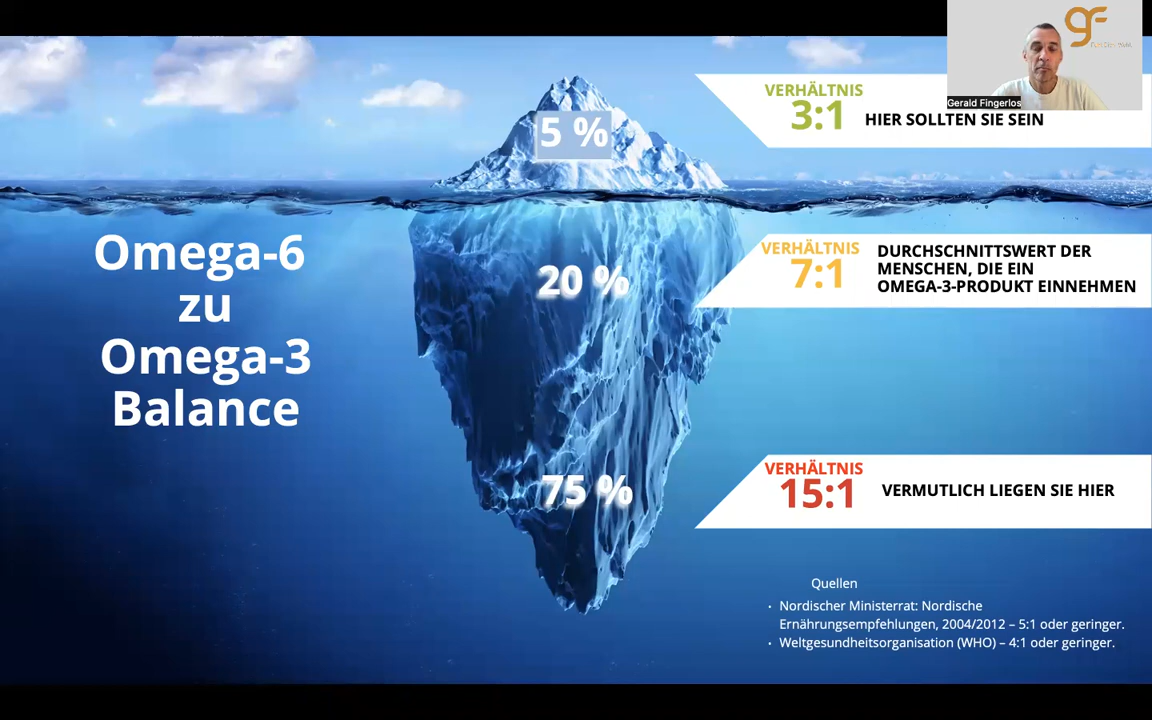 gf
Gerald Fingerlos
VERHÄLTNIS
3:1
HIER SOLLTEN SIE SEIN
5 %
Omega-6
zu
Omega-3
Balance
VERHÄLTNIS
7:1
DURCHSCHNITTSWERT DER
MENSCHEN, DIE EIN
OMEGA-3-PRODUKT EINNEHMEN
20 %
VERHÄLTNIS
15:1
VERMUTLICH LIEGEN SIE HIER
75 %
Quellen
• Nordischer Ministerrat: Nordische
Ernährungsempfehlungen, 2004/2012 – 5:1 oder geringer.
• Weltgesundheitsorganisation (WHO) – 4:1 oder geringer.